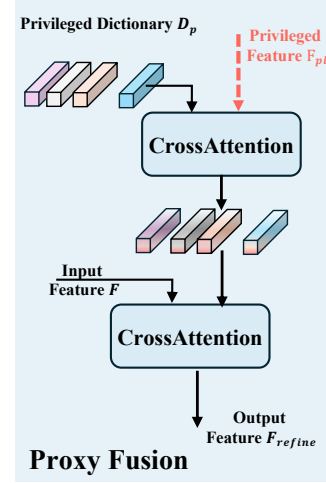 Privileged Dictionary D_p
Privileged
Feature F_pl
CrossAttention
Input
Feature F
CrossAttention
Output
Feature F_refine
Proxy Fusion